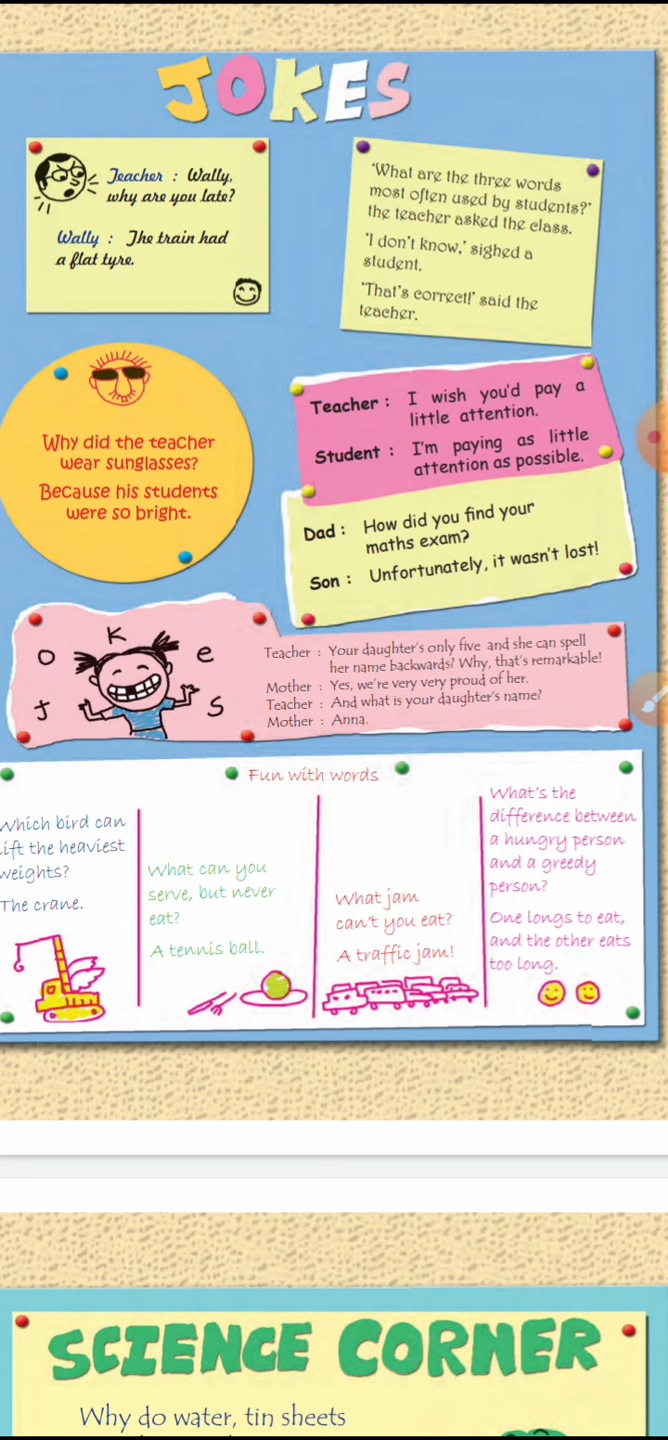 JOKES
Teacher : Wally,
why are you late?
Wally : The train had
a flat tyre.
'What are the three words
most often used by students?'
the teacher asked the class.
'I don't know,' sighed a
student.
'That's correct!' said the
teacher.
Why did the teacher
wear sunglasses?
Because his students
were so bright.
Teacher : I wish you'd pay a
little attention.
Student : I'm paying as little
attention as possible.
Dad : How did you find your
maths exam?
Son : Unfortunately, it wasn't lost!
J o K e S
Teacher : Your daughter's only five and she can spell
her name backwards? Why, that's remarkable!
Mother : Yes, we're very very proud of her.
Teacher : And what is your daughter's name?
Mother : Anna.
Fun with words
Which bird can
lift the heaviest
weights?
The crane.
What can you
serve, but never
eat?
A tennis ball.
What jam
can't you eat?
A traffic jam!
What's the
difference between
a hungry person
and a greedy
person?
One longs to eat,
and the other eats
too long.
SCIENCE CORNER
Why do water, tin sheets